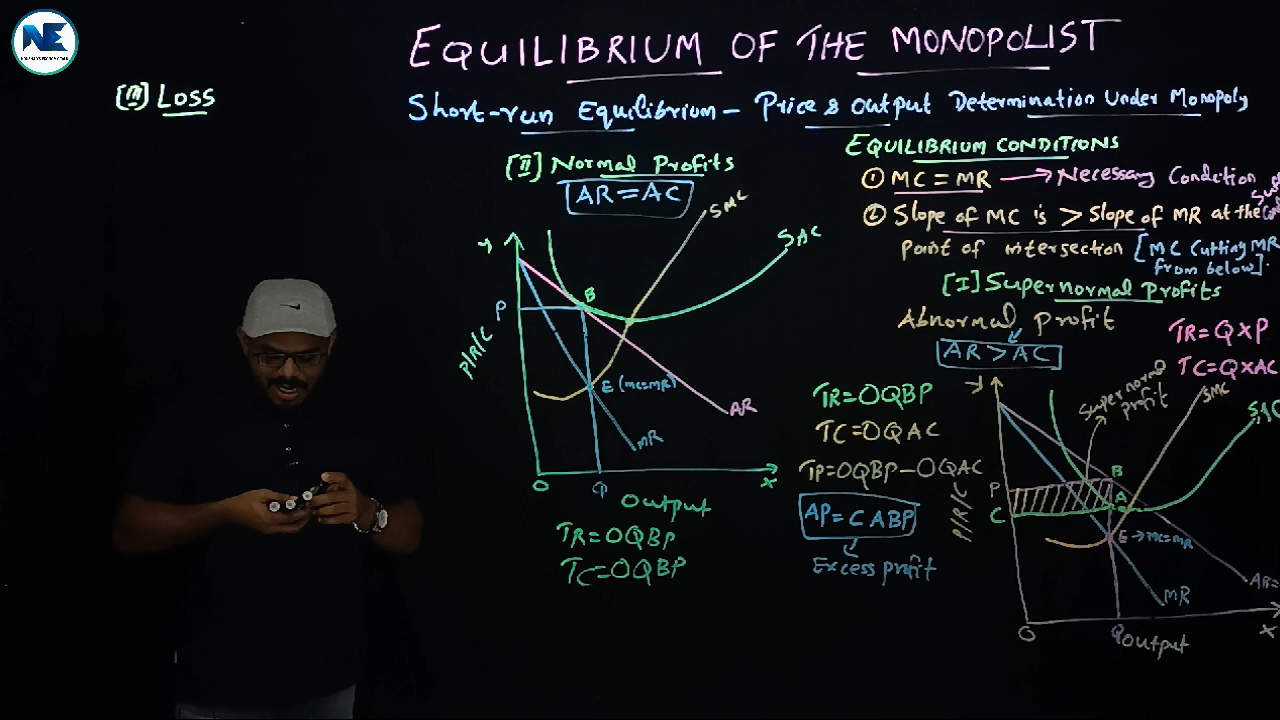 NE
EQUILIBRIUM OF THE MONOPOLIST
Short-run Equilibrium – Price & Output Determination Under Monopoly
[III] Loss
[II] Normal Profits
AR=AC
SMC
SAC
Y
P
B
P/R/C
E (MC=MR)
AR
MR
O
Q
X
Output
TR=OQBP
TC=OQBP
EQUILIBRIUM CONDITIONS
① MC = MR → Necessary Condition
② Slope of MC is > Slope of MR at the
Point of intersection [MC Cutting MR
from below]
[I] Supernormal Profits
Abnormal Profit
AR > AC
TR=Q×P
TC=Q×AC
TR=OQBP
TC=OQAC
TP=OQBP–OQAC
AP=CABP
Excess profit
Y
Supernormal
profit
SMC
SAC
P
B
C
A
P/R/C
E→MC=MR
AR=
MR
O
Q
Output
X